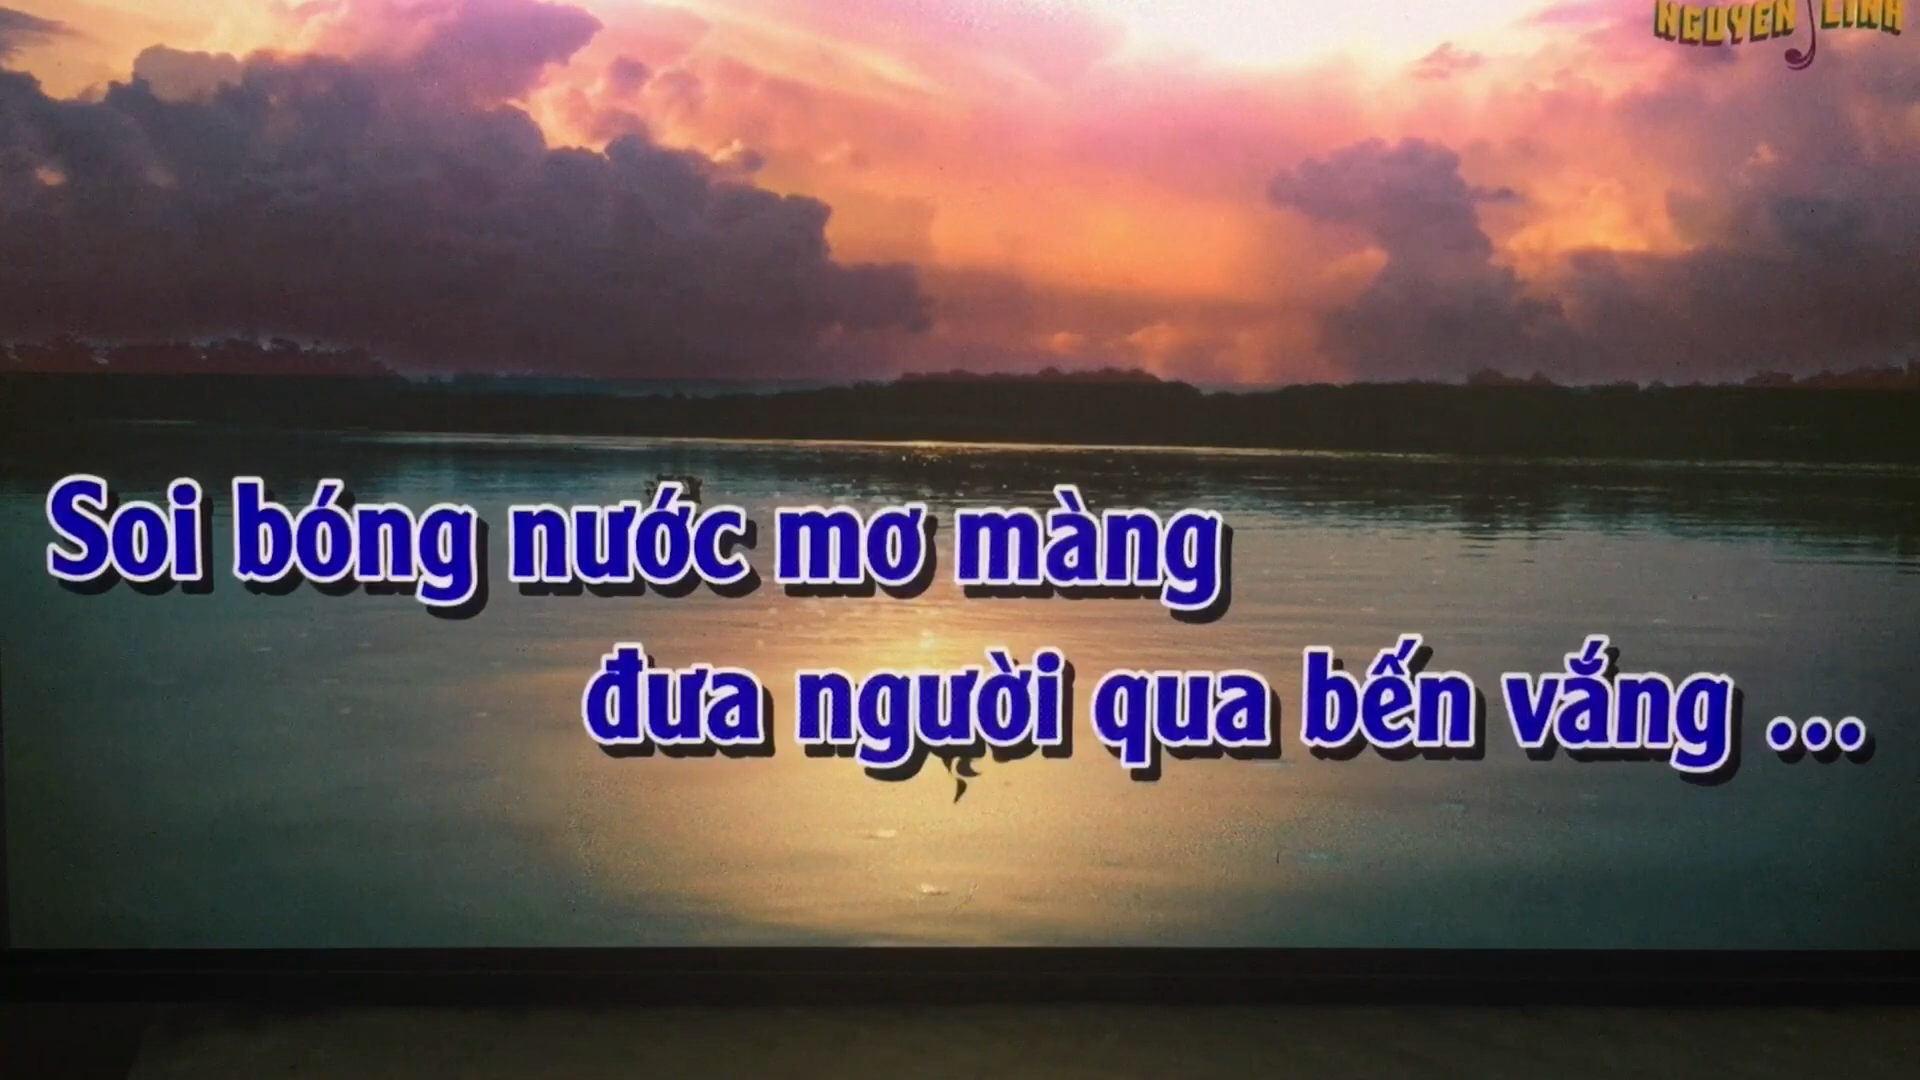 NGUYEN LINH
Soi bóng nước mơ màng
đưa người qua bến vắng ...